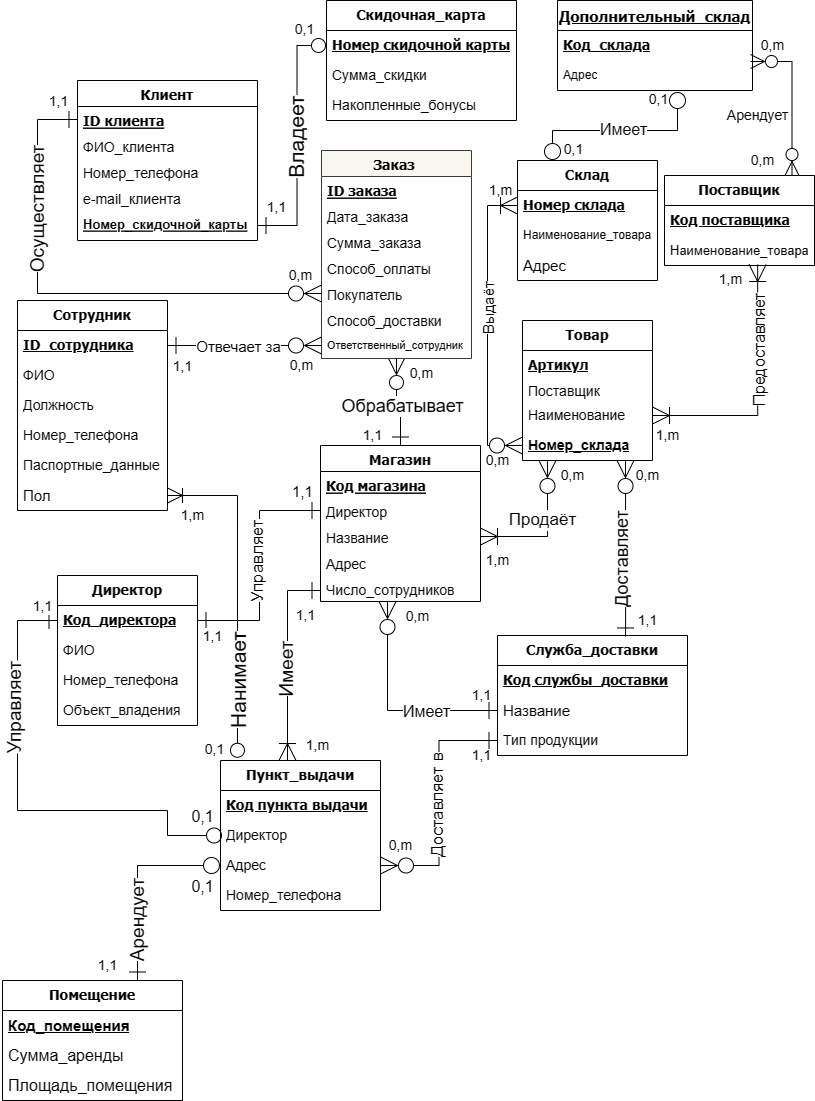 Скидочная_карта
Номер скидочной карты
Сумма_скидки
Накопленные_бонусы
0,1
Владеет
1,1
Дополнительный_склад
Код_склада
Адрес
0,m
Арендует
0,m
0,1
Имеет
0,1
Клиент
ID клиента
ФИО_клиента
Номер_телефона
e-mail_клиента
Номер_скидочной_карты
1,1
Осуществляет
0,m
Заказ
ID заказа
Дата_заказа
Сумма_заказа
Способ_оплаты
Покупатель
Способ_доставки
Ответственный_сотрудник
Склад
Номер склада
Наименование_товара
Адрес
1,m
Выдаёт
0,m
Поставщик
Код поставщика
Наименование_товара
1,m
Предоставляет
1,m
Сотрудник
ID_сотрудника
ФИО
Должность
Номер_телефона
Паспортные_данные
Пол
1,1
Отвечает за
0,m
1,m
Нанимает
0,1
0,m
Обрабатывает
1,1
Товар
Артикул
Поставщик
Наименование
Номер_склада
0,m
Продаёт
1,m
0,m
Доставляет
1,1
Магазин
Код магазина
Директор
Название
Адрес
Число_сотрудников
1,1
Управляет
1,1
1,1
Имеет
1,m
0,m
Имеет
1,1
Директор
Код_директора
ФИО
Номер_телефона
Объект_владения
1,1
Управляет
0,1
Служба_доставки
Код службы_доставки
Название
Тип продукции
1,1
Доставляет в
0,m
Пункт_выдачи
Код пункта выдачи
Директор
Адрес
Номер_телефона
0,1
Арендует
1,1
Помещение
Код_помещения
Сумма_аренды
Площадь_помещения